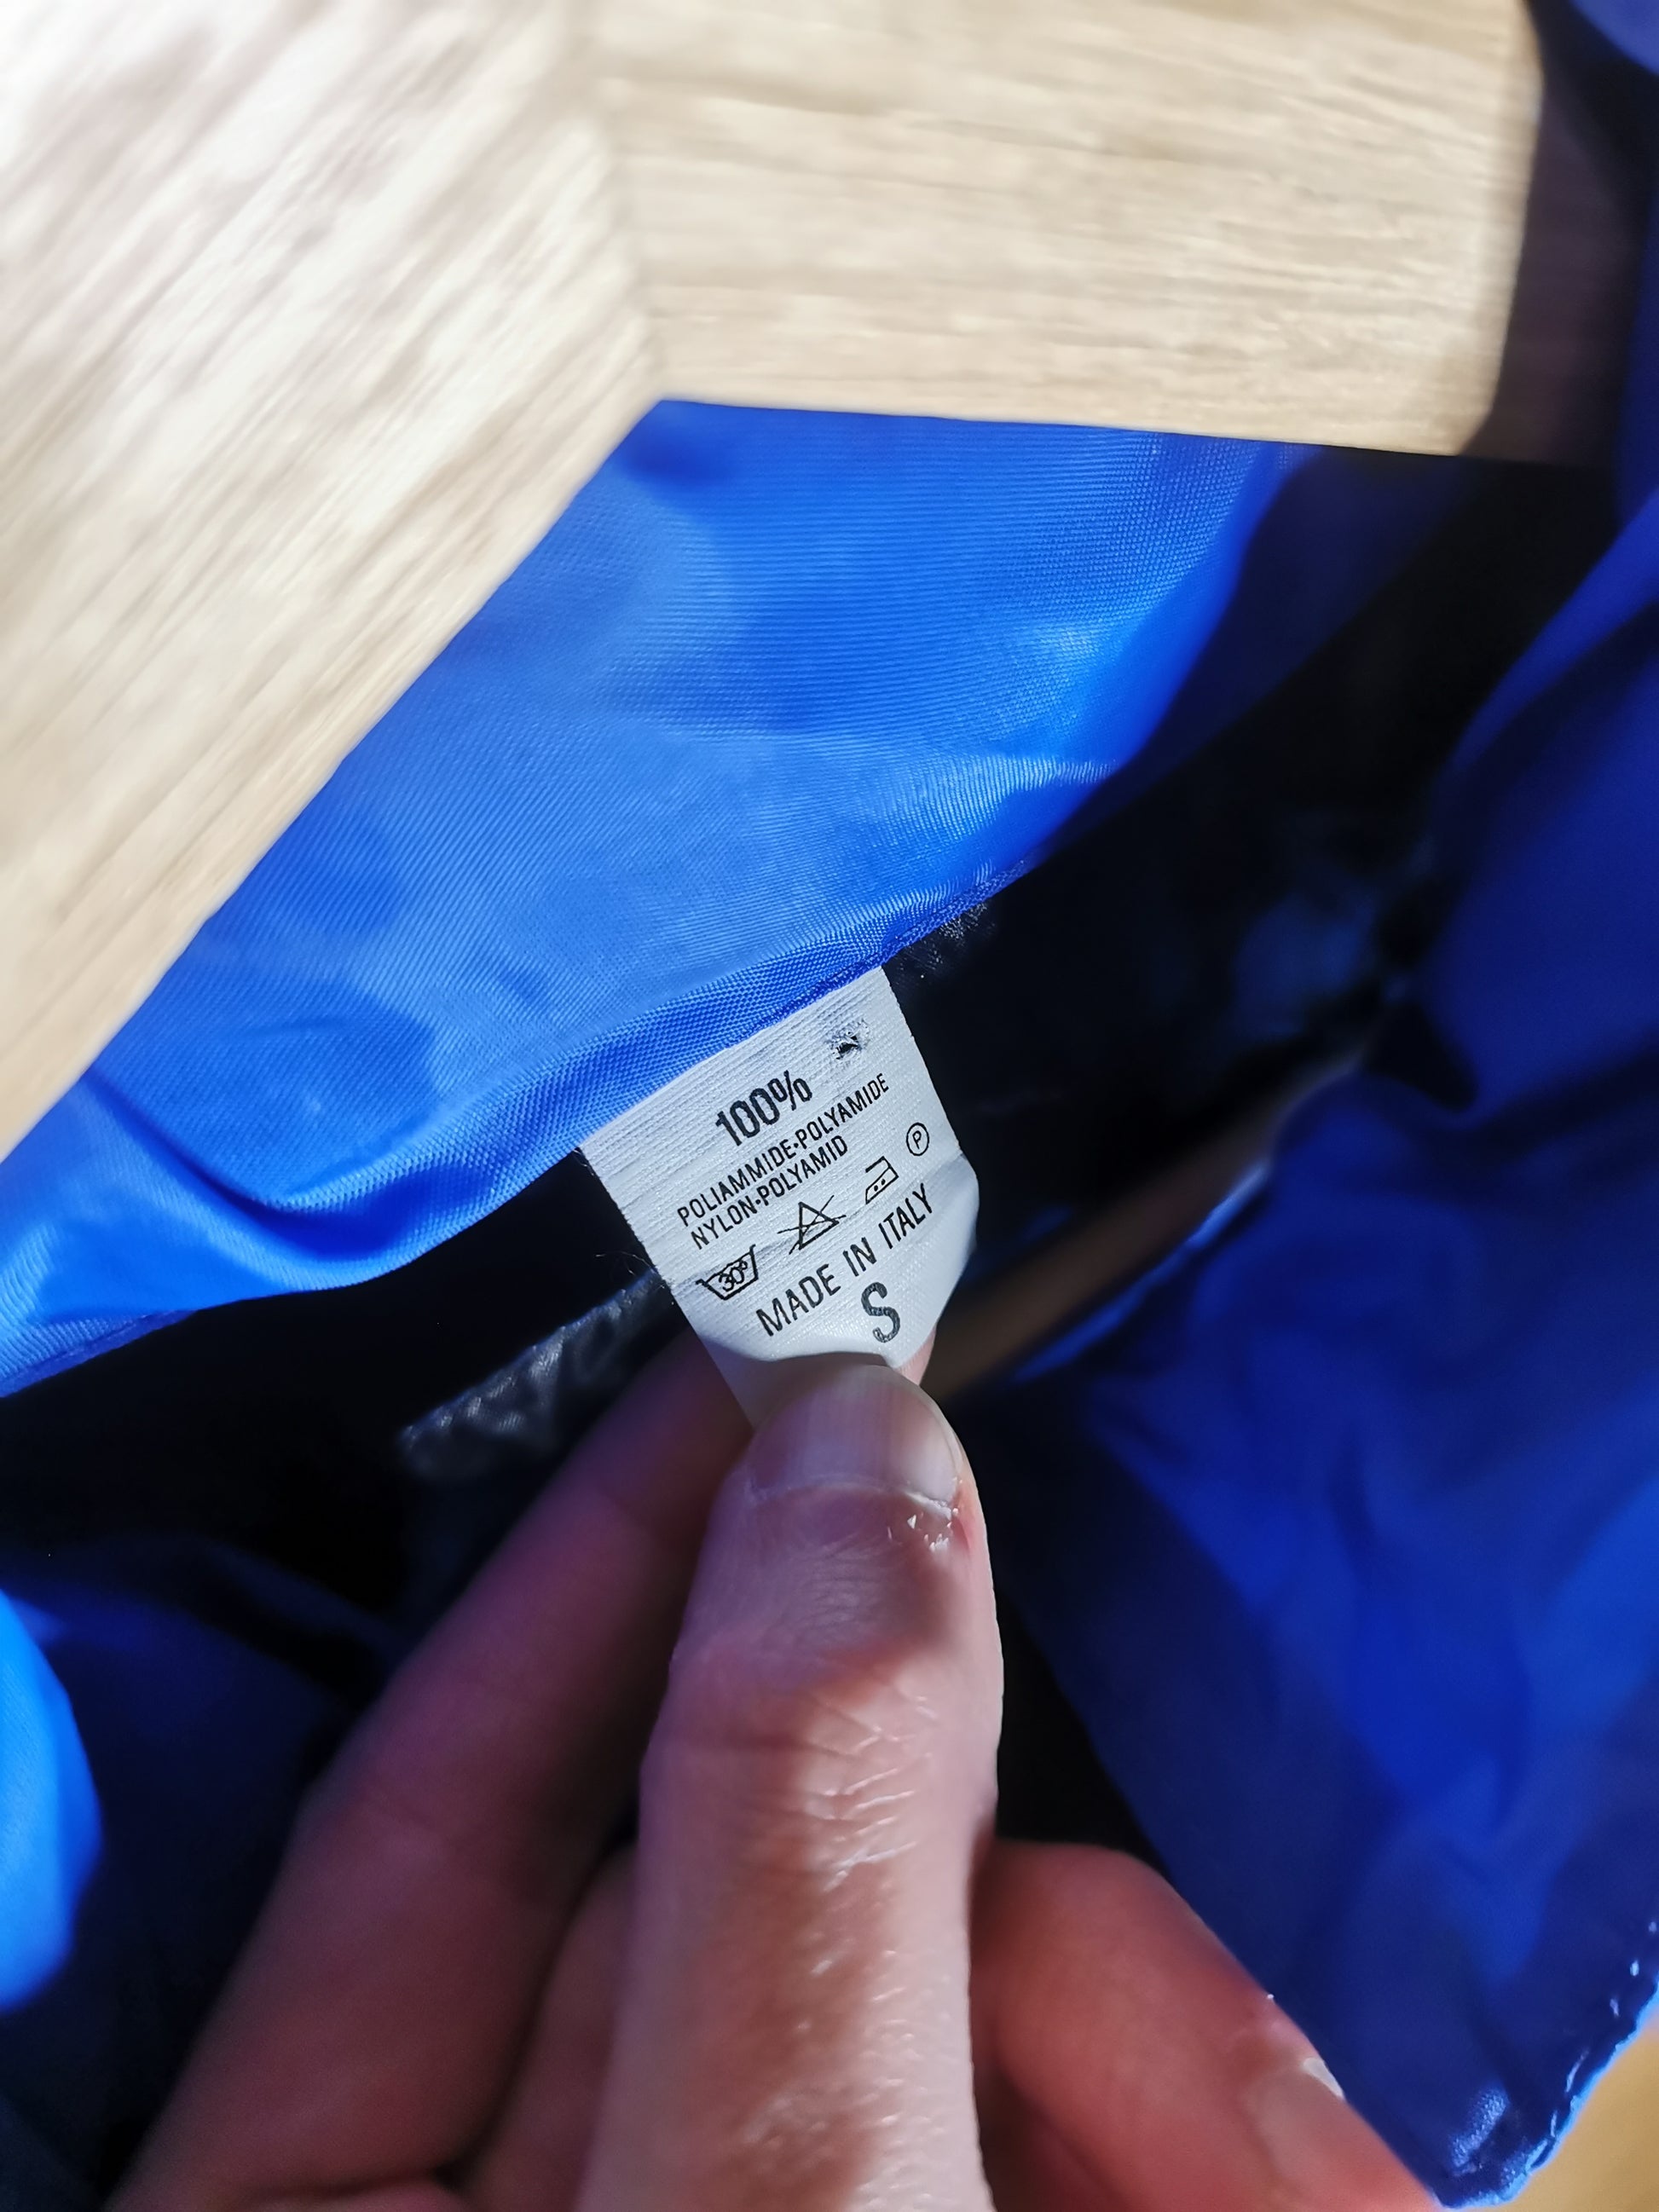 100%
POLIAMMIDE-POLYAMIDE
NYLON-POLYAMID
30° P
MADE IN ITALY
S